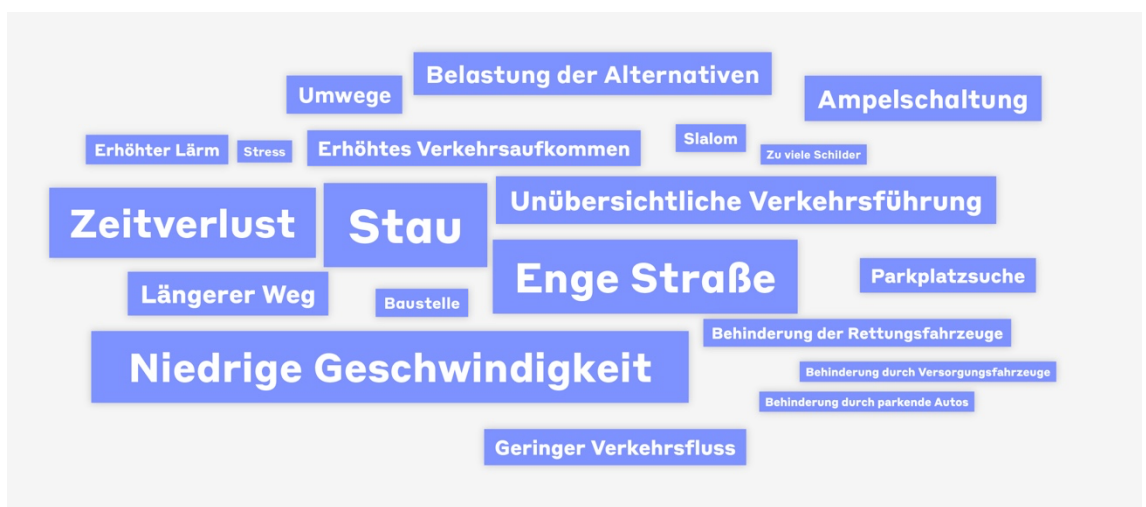 Belastung der Alternativen
Umwege
Ampelschaltung
Erhöhter Lärm
Stress
Erhöhtes Verkehrsaufkommen
Slalom
Zu viele Schilder
Zeitverlust
Stau
Unübersichtliche Verkehrsführung
Enge Straße
Parkplatzsuche
Längerer Weg
Baustelle
Behinderung der Rettungsfahrzeuge
Niedrige Geschwindigkeit
Behinderung durch Versorgungsfahrzeuge
Behinderung durch parkende Autos
Geringer Verkehrsfluss